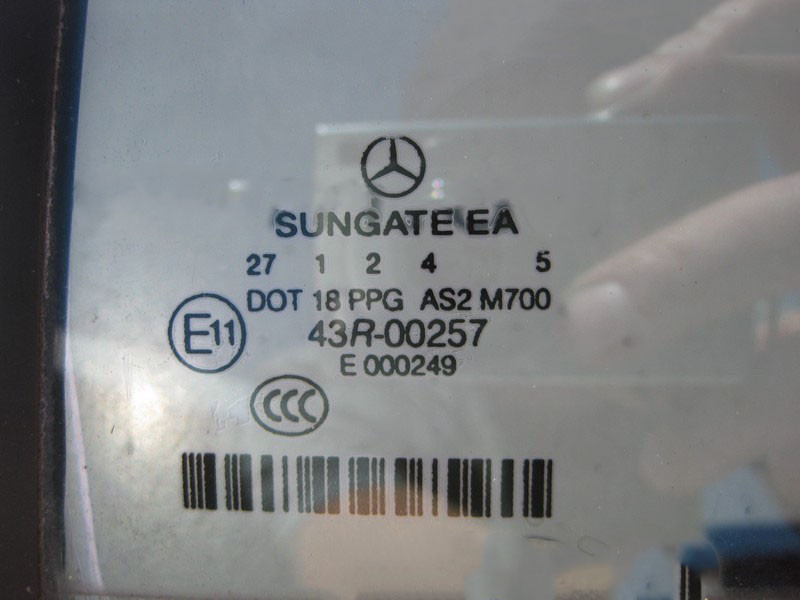 SUNGATE EA
27 1 2 4 5
DOT 18 PPG AS2 M700
E11
43R-00257
E 000249
CCC